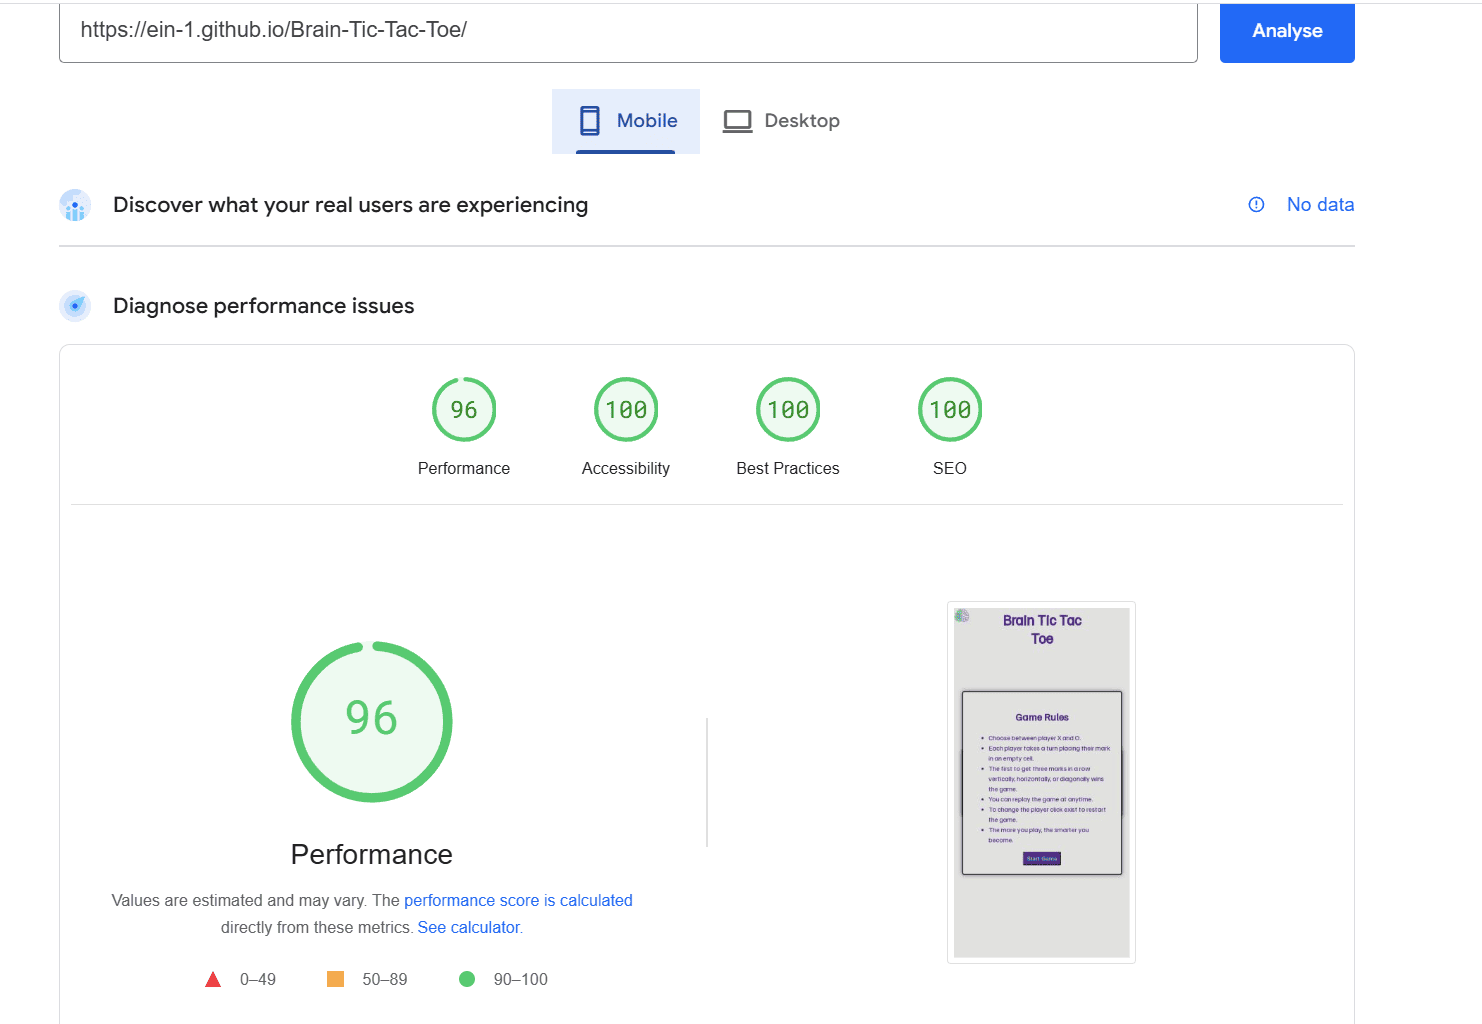 https://ein-1.github.io/Brain-Tic-Tac-Toe/
Analyse
Mobile
Desktop
Discover what your real users are experiencing
No data
Diagnose performance issues
96
100
100
100
Performance
Accessibility
Best Practices
SEO
96
Performance
Values are estimated and may vary. The performance score is calculated
directly from these metrics. See calculator.
0–49
50–89
90–100
Brain Tic Tac
Toe
Game Rules
Choose between player X and O.
Each player takes a turn placing their mark
in an empty cell.
The first to get three marks in a row
vertically, horizontally, or diagonally wins
the game.
You can replay the game at anytime.
To change the player click exist to restart
the game.
The more you play, the smarter you
become.
Start Game